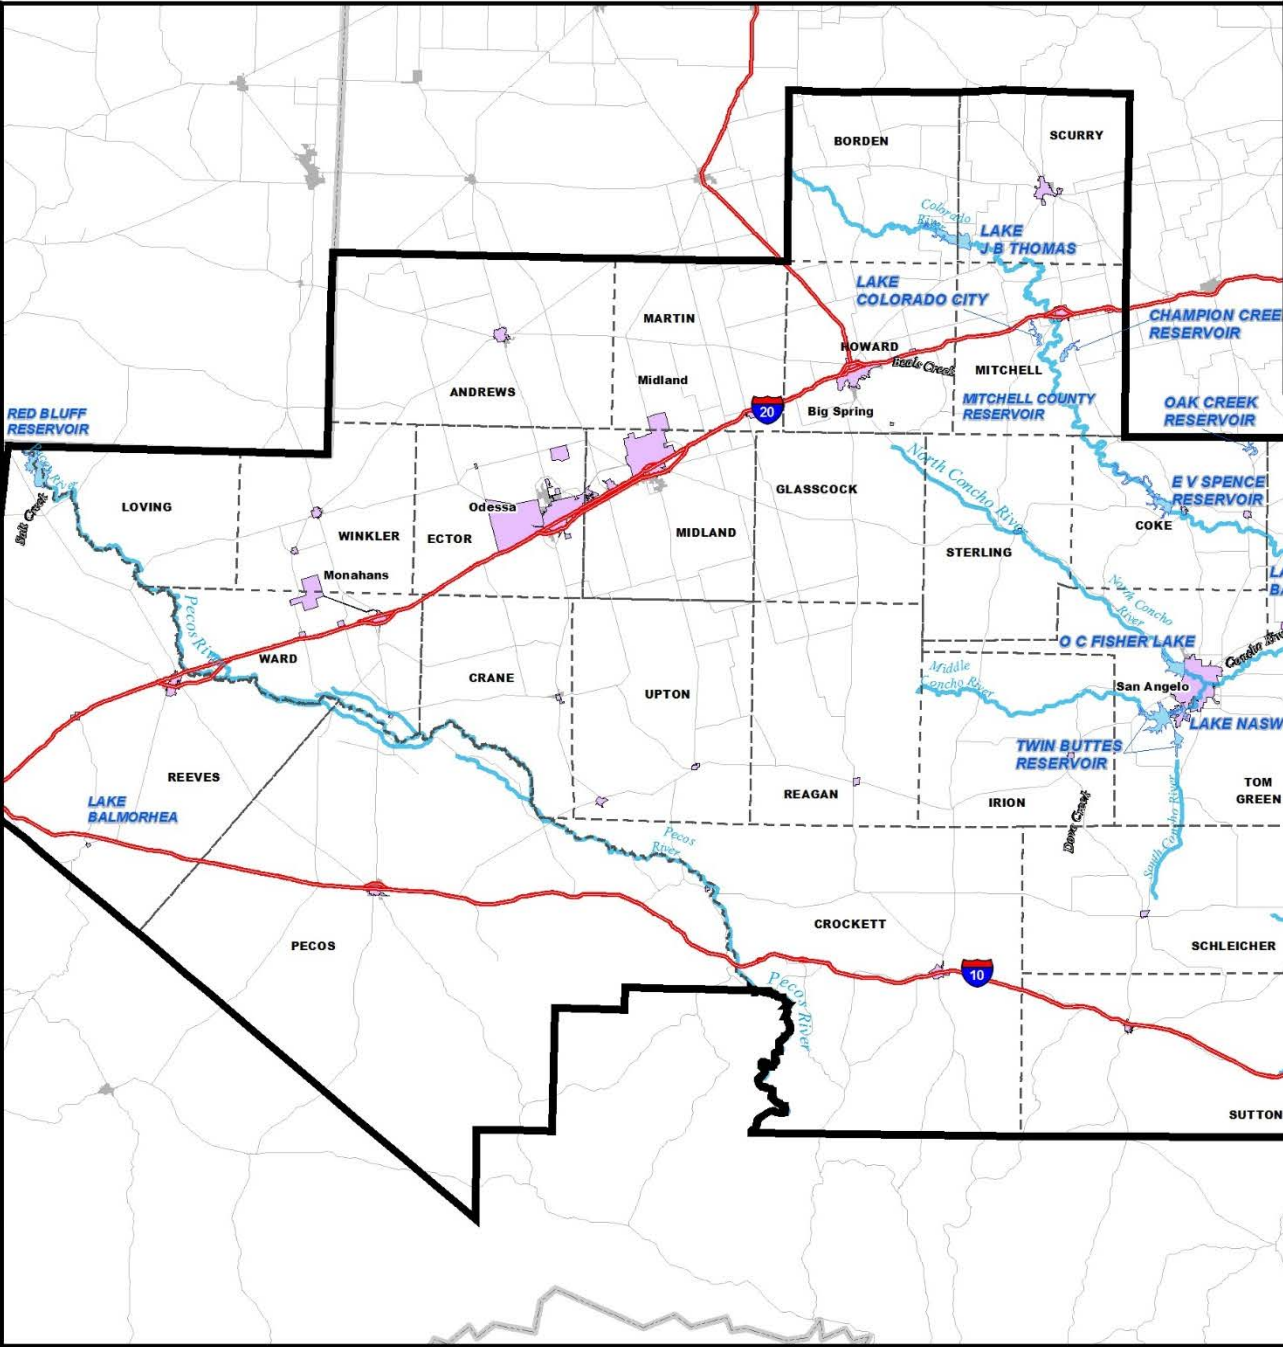 BORDEN
SCURRY
Colorado
River
LAKE
J B THOMAS
LAKE
COLORADO CITY
CHAMPION CREE
RESERVOIR
MARTIN
HOWARD
Beals Creek
MITCHELL
Midland
ANDREWS
20
Big Spring
MITCHELL COUNTY
RESERVOIR
OAK CREEK
RESERVOIR
RED BLUFF
RESERVOIR
North Concho River
E V SPENCE
RESERVOIR
GLASSCOCK
LOVING
Salt Creek
Odessa
WINKLER
ECTOR
MIDLAND
COKE
STERLING
Monahans
Pecos River
North Concho
River
O C FISHER LAKE
WARD
CRANE
UPTON
Middle
Concho River
San Angelo
LAKE NASW
TWIN BUTTES
RESERVOIR
REEVES
REAGAN
IRION
TOM
GREEN
LAKE
BALMORHEA
Dove Creek
South Concho River
Pecos
River
CROCKETT
PECOS
SCHLEICHER
10
Pecos River
SUTTON